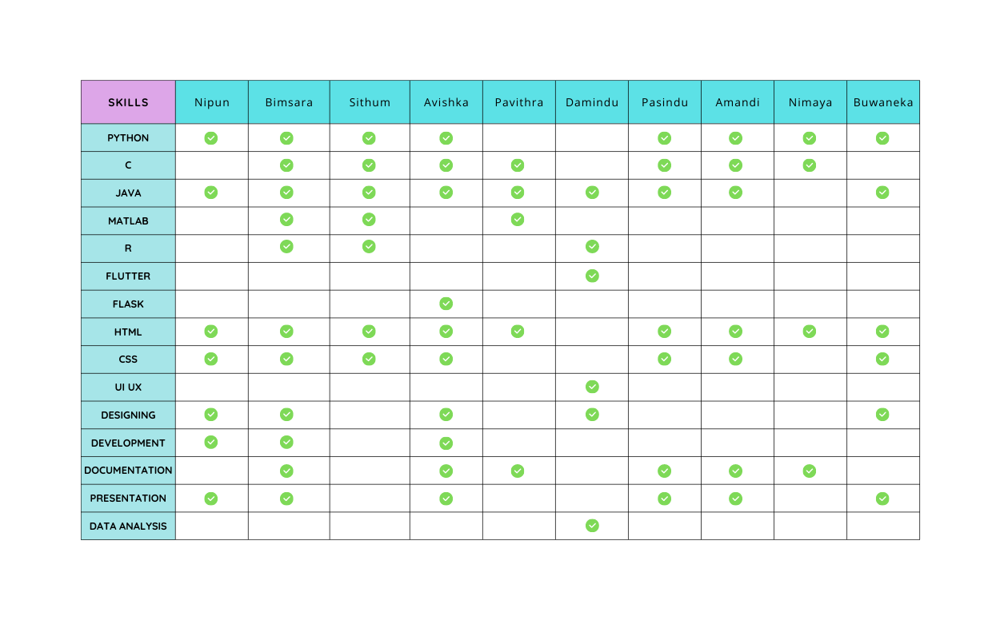 SKILLS Nipun Bimsara Sithum Avishka Pavithra Damindu Pasindu Amandi Nimaya Buwaneka
PYTHON
C
JAVA
MATLAB
R
FLUTTER
FLASK
HTML
CSS
UI UX
DESIGNING
DEVELOPMENT
DOCUMENTATION
PRESENTATION
DATA ANALYSIS